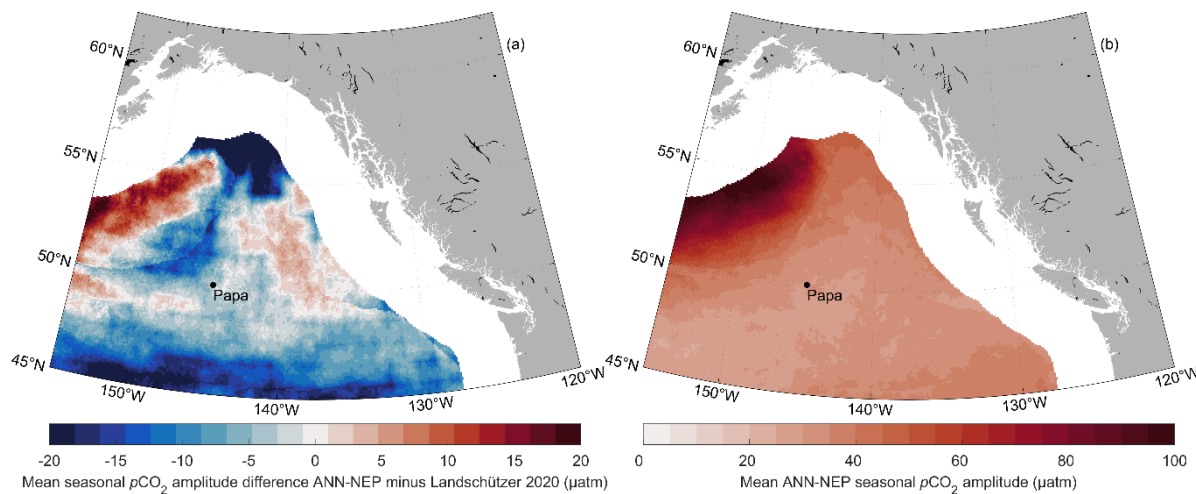 (a)
60°N
55°N
50°N
45°N
Papa
150°W
140°W
130°W
120°W
-20 -15 -10 -5 0 5 10 15 20
Mean seasonal pCO₂ amplitude difference ANN-NEP minus Landschützer 2020 (µatm)
(b)
60°N
55°N
50°N
45°N
Papa
150°W
140°W
130°W
120°W
0 20 40 60 80 100
Mean ANN-NEP seasonal pCO₂ amplitude (µatm)